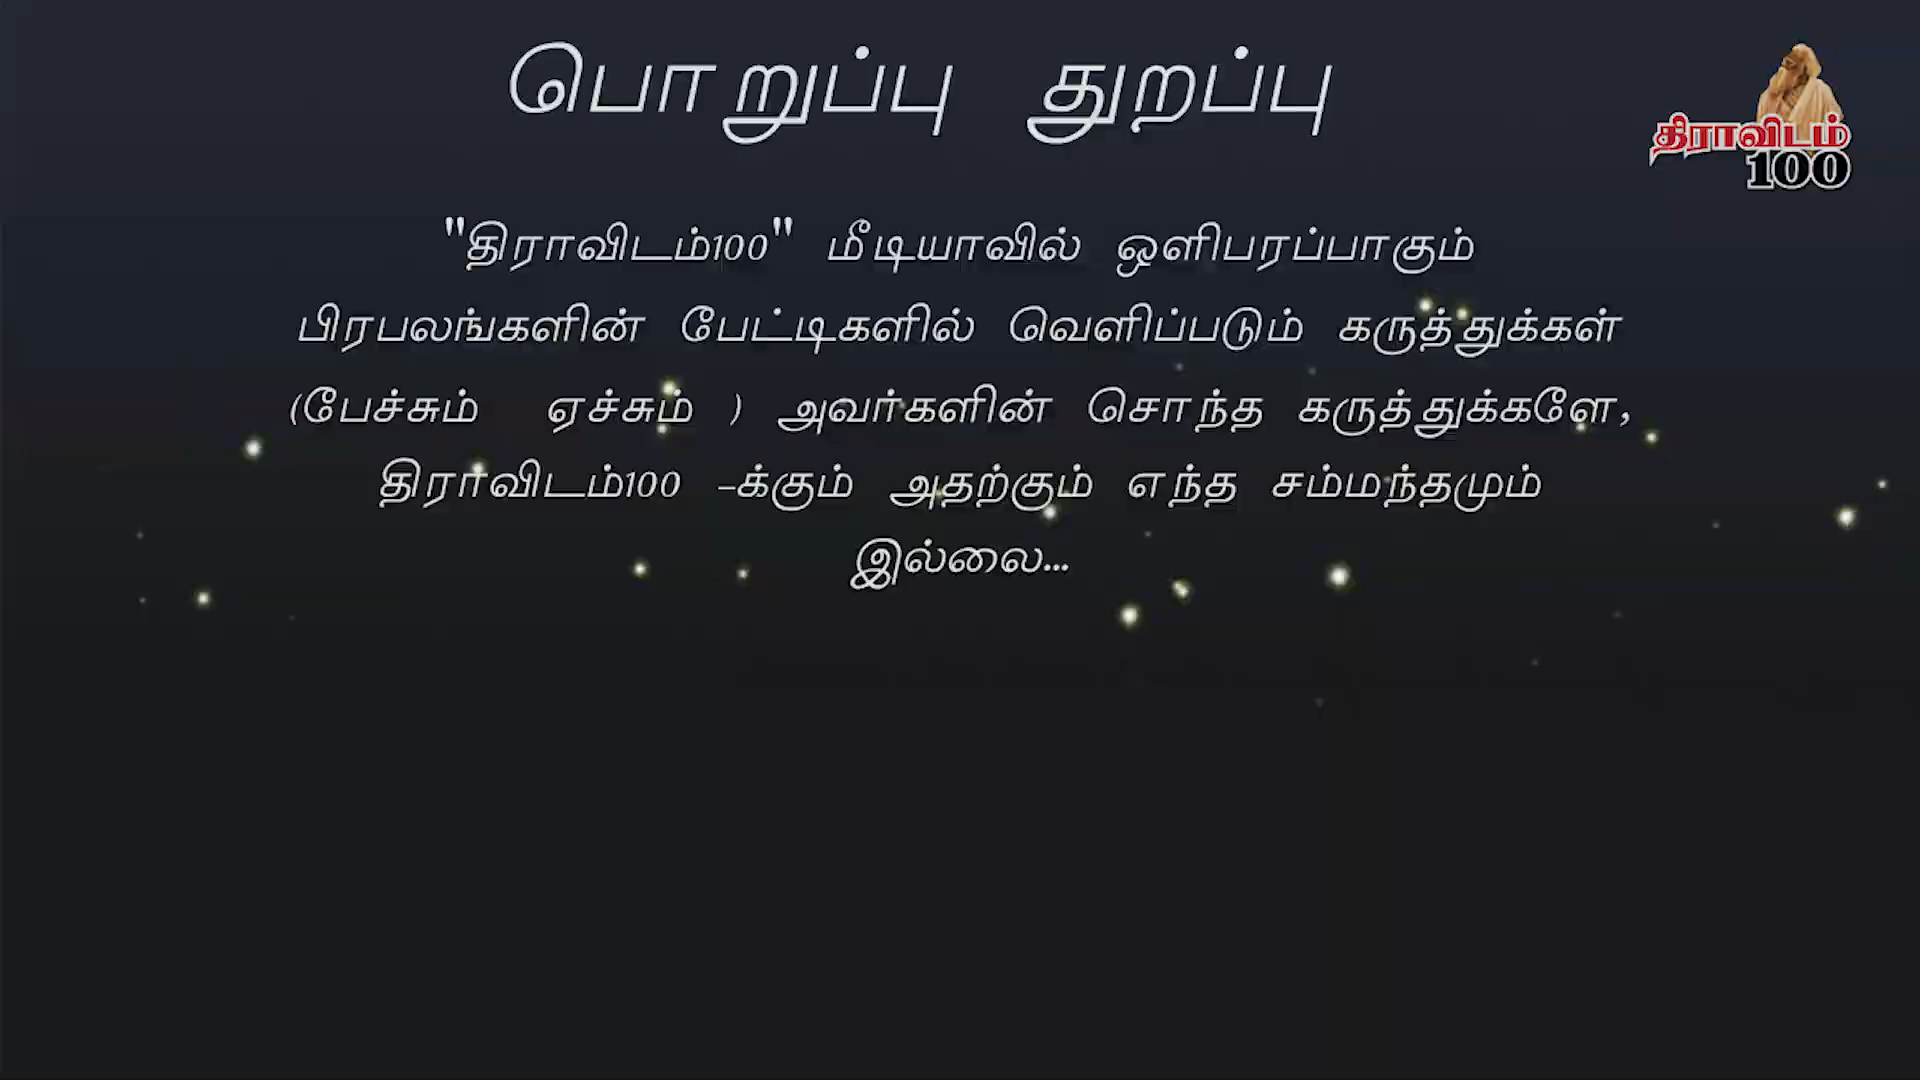 பொறுப்பு துறப்பு
திராவிடம்
100
"திராவிடம்100" மீடியாவில் ஒளிபரப்பாகும்
பிரபலங்களின் பேட்டிகளில் வெளிப்படும் கருத்துக்கள்
(பேச்சும் ஏச்சும் ) அவர்களின் சொந்த கருத்துக்களே,
திரர்விடம்100 -க்கும் அதற்கும் எந்த சம்மந்தமும்
இல்லை...